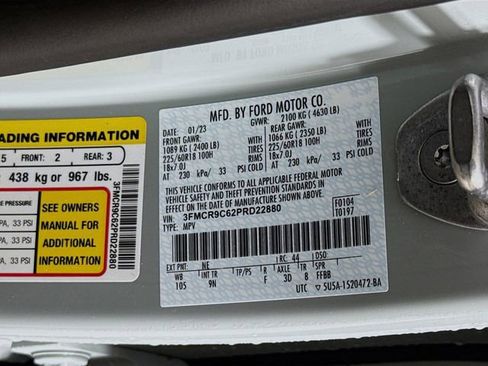 ADING INFORMATION
5 FRONT: 2 REAR: 3
438 kg or 967 lbs.
PRESSURE
PA, 33 PSI
PA, 33 PSI
PA, 33 PSI
SEE OWNERS
MANUAL FOR
ADDITIONAL
INFORMATION
3FMCR9C62PRD22880
MFD. BY FORD MOTOR CO.
01/23 GVWR: 2100 KG ( 4630 LB)
FRONT GAWR: REAR GAWR:
1089 KG ( 2400 LB) 1066 KG ( 2350 LB)
225/60R18 100H TIRES 225/60R18 100H TIRES
18x7.0J RIMS 18x7.0J RIMS
AT 230 kPa/ 33 PSI COLD AT 230 kPa/ 33 PSI COLD
THIS VEHICLE CONFORMS TO ALL APPLICABLE FEDERAL MOTOR
VEHICLE SAFETY AND THEFT PREVENTION STANDARDS IN EFFECT ON
THE DATE OF MANUFACTURE SHOWN ABOVE.
VIN: 3FMCR9C62PRD22880 F0104
TYPE: MPV T0197
EXT PNT: NE RC: 44 DSO:
WB INT TR TP/PS R AXLE TR SPR
105 9N F 3D 8 FFBB
UTC 5U5A-1520472-BA